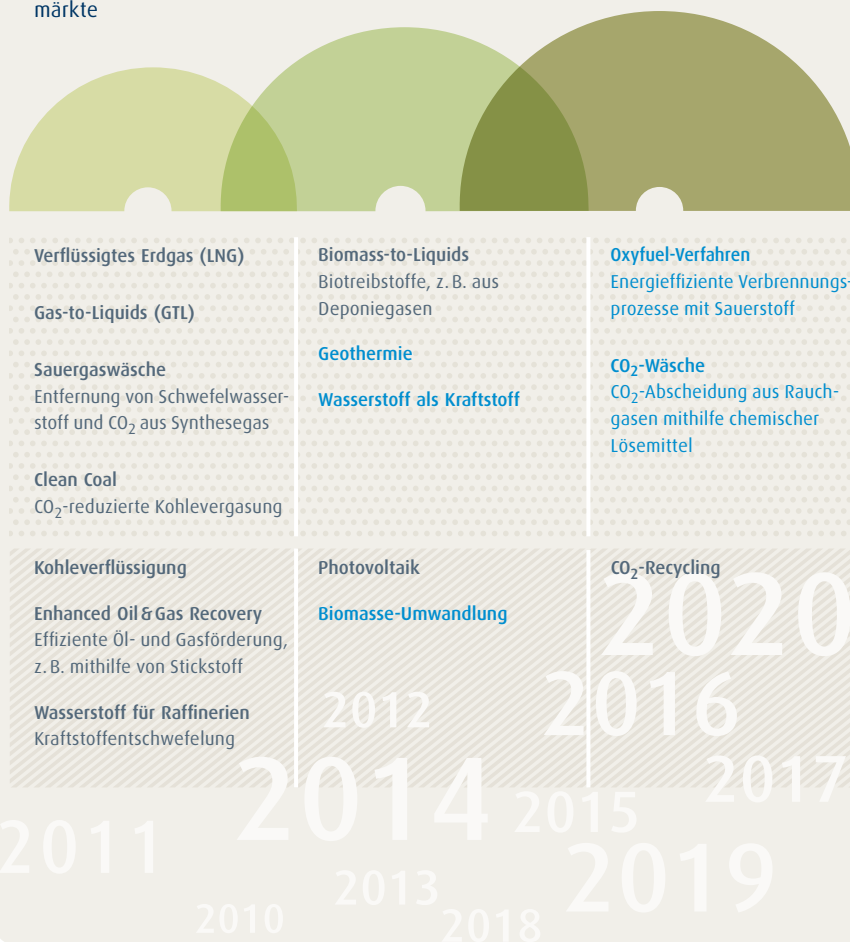 märkte
Verflüssigtes Erdgas (LNG)
Gas-to-Liquids (GTL)
Sauergaswäsche
Entfernung von Schwefelwasser-
stoff und CO₂ aus Synthesegas
Clean Coal
CO₂-reduzierte Kohlevergasung
Biomass-to-Liquids
Biotreibstoffe, z. B. aus
Deponiegasen
Geothermie
Wasserstoff als Kraftstoff
Oxyfuel-Verfahren
Energieeffiziente Verbrennungs-
prozesse mit Sauerstoff
CO₂-Wäsche
CO₂-Abscheidung aus Rauch-
gasen mithilfe chemischer
Lösemittel
Kohleverflüssigung
Enhanced Oil & Gas Recovery
Effiziente Öl- und Gasförderung,
z. B. mithilfe von Stickstoff
Wasserstoff für Raffinerien
Kraftstoffentschwefelung
Photovoltaik
Biomasse-Umwandlung
CO₂-Recycling
2020
2012
2016
2014
2017
2015
2011
2019
2013
2010
2018